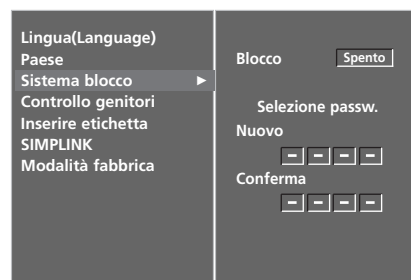 Lingua(Language)
Paese
Sistema blocco ►
Controllo genitori
Inserire etichetta
SIMPLINK
Modalità fabbrica
Blocco Spento
Selezione passw.
Nuovo
– – – –
Conferma
– – – –